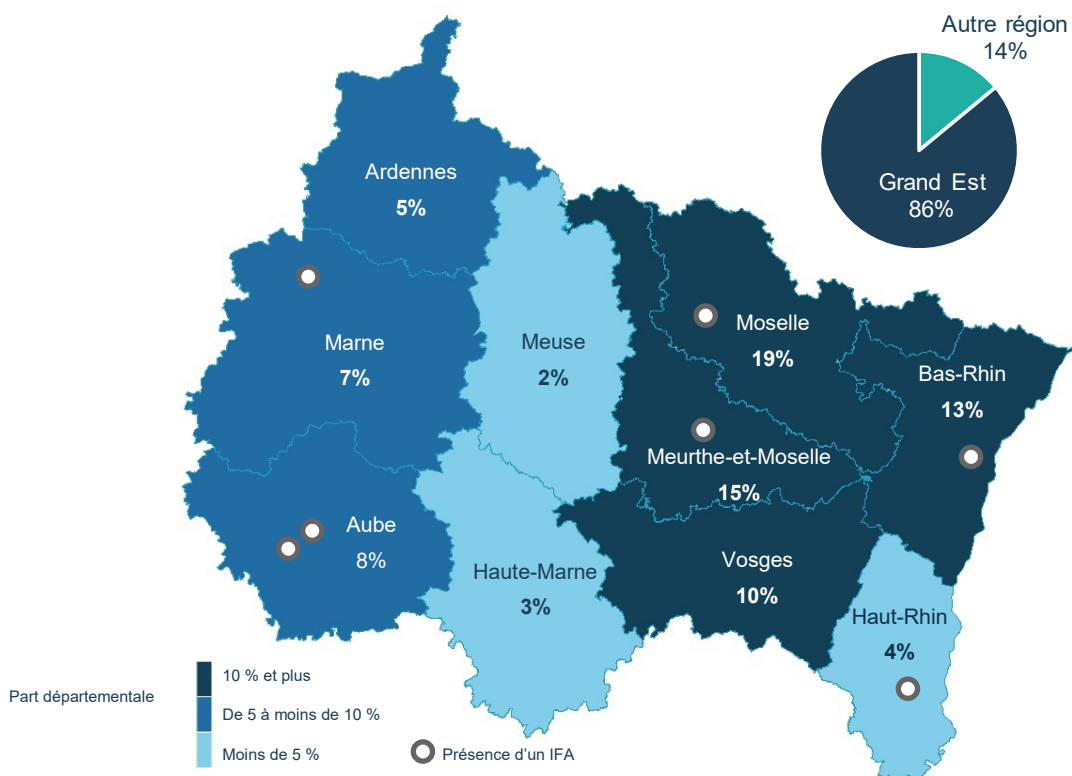 Autre région
14%
Grand Est
86%
Ardennes
5%
Marne
7%
Meuse
2%
Moselle
19%
Bas-Rhin
13%
Meurthe-et-Moselle
15%
Aube
8%
Haute-Marne
3%
Vosges
10%
Haut-Rhin
4%
Part départementale
10 % et plus
De 5 à moins de 10 %
Moins de 5 %
Présence d'un IFA